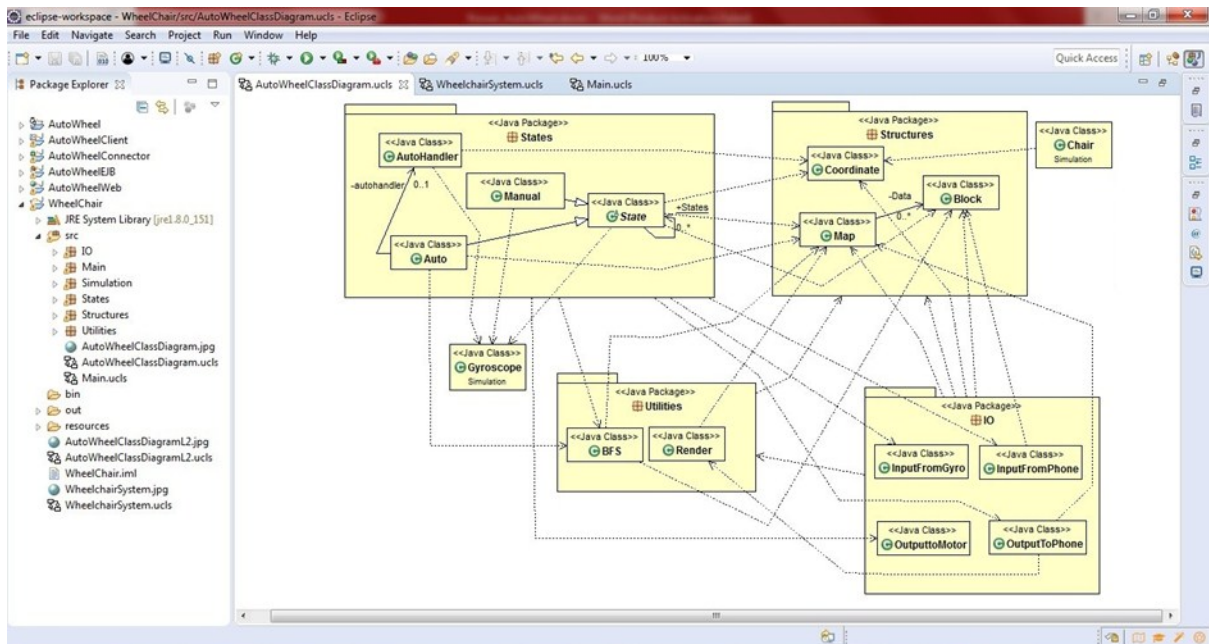 eclipse-workspace - WheelChair/src/AutoWheelClassDiagram.ucls - Eclipse
File Edit Navigate Search Project Run Window Help
100%
Quick Access
Package Explorer
AutoWheelClassDiagram.ucls WheelchairSystem.ucls Main.ucls
AutoWheel
AutoWheelClient
AutoWheelConnector
AutoWheelEJB
AutoWheelWeb
WheelChair
JRE System Library [jre1.8.0_151]
src
IO
Main
Simulation
States
Structures
Utilities
AutoWheelClassDiagram.jpg
AutoWheelClassDiagram.ucls
Main.ucls
bin
out
resources
AutoWheelClassDiagramL2.jpg
AutoWheelClassDiagramL2.ucls
WheelChair.iml
WheelchairSystem.jpg
WheelchairSystem.ucls
<<Java Package>>
States
<<Java Class>>
AutoHandler
-autohandler 0..1
<<Java Class>>
Manual
<<Java Class>>
State
+States
0..*
<<Java Class>>
Auto
<<Java Package>>
Structures
<<Java Class>>
Coordinate
<<Java Class>>
Block
-Data
0..*
<<Java Class>>
Map
<<Java Class>>
Chair
Simulation
<<Java Class>>
Gyroscope
Simulation
<<Java Package>>
Utilities
<<Java Class>>
BFS
<<Java Class>>
Render
<<Java Package>>
IO
<<Java Class>>
InputFromGyro
<<Java Class>>
InputFromPhone
<<Java Class>>
OutputtoMotor
<<Java Class>>
OutputToPhone